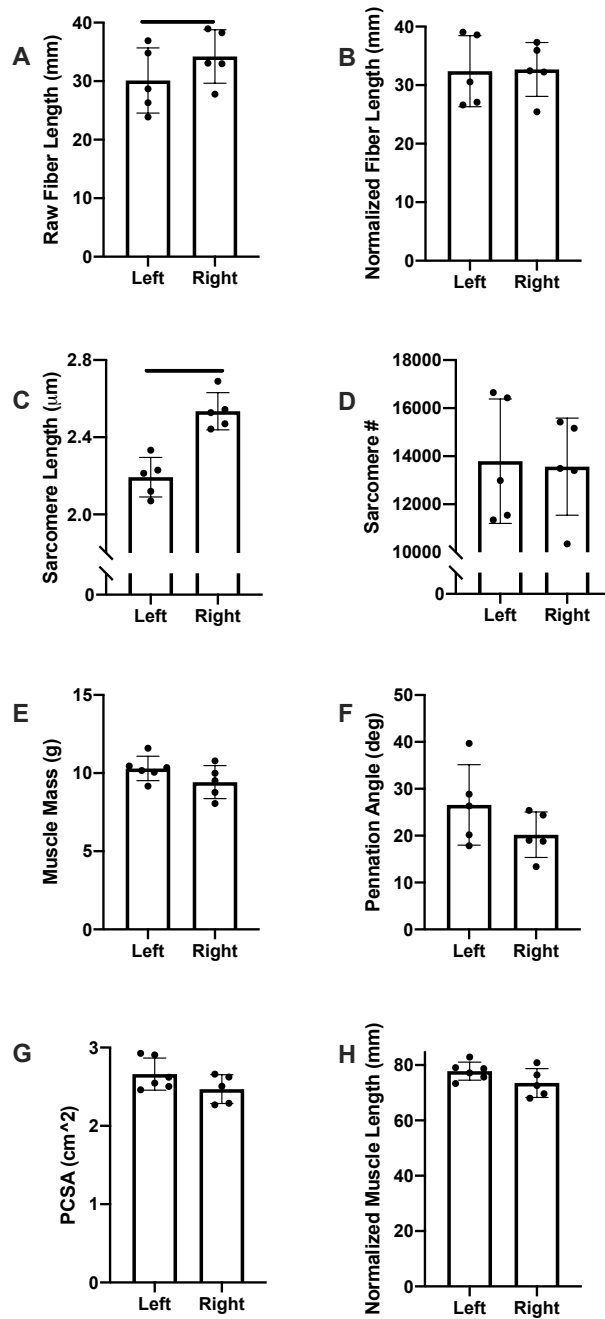 A
Raw Fiber Length (mm)
40
30
20
10
0
Left Right
B
Normalized Fiber Length (mm)
40
30
20
10
0
Left Right
C
Sarcomere Length (μm)
2.8
2.4
2.0
0
Left Right
D
Sarcomere #
18000
16000
14000
12000
10000
0
Left Right
E
Muscle Mass (g)
15
10
5
0
Left Right
F
Pennation Angle (deg)
50
40
30
20
10
0
Left Right
G
PCSA (cm^2)
3
2
1
0
Left Right
H
Normalized Muscle Length (mm)
80
60
40
20
0
Left Right